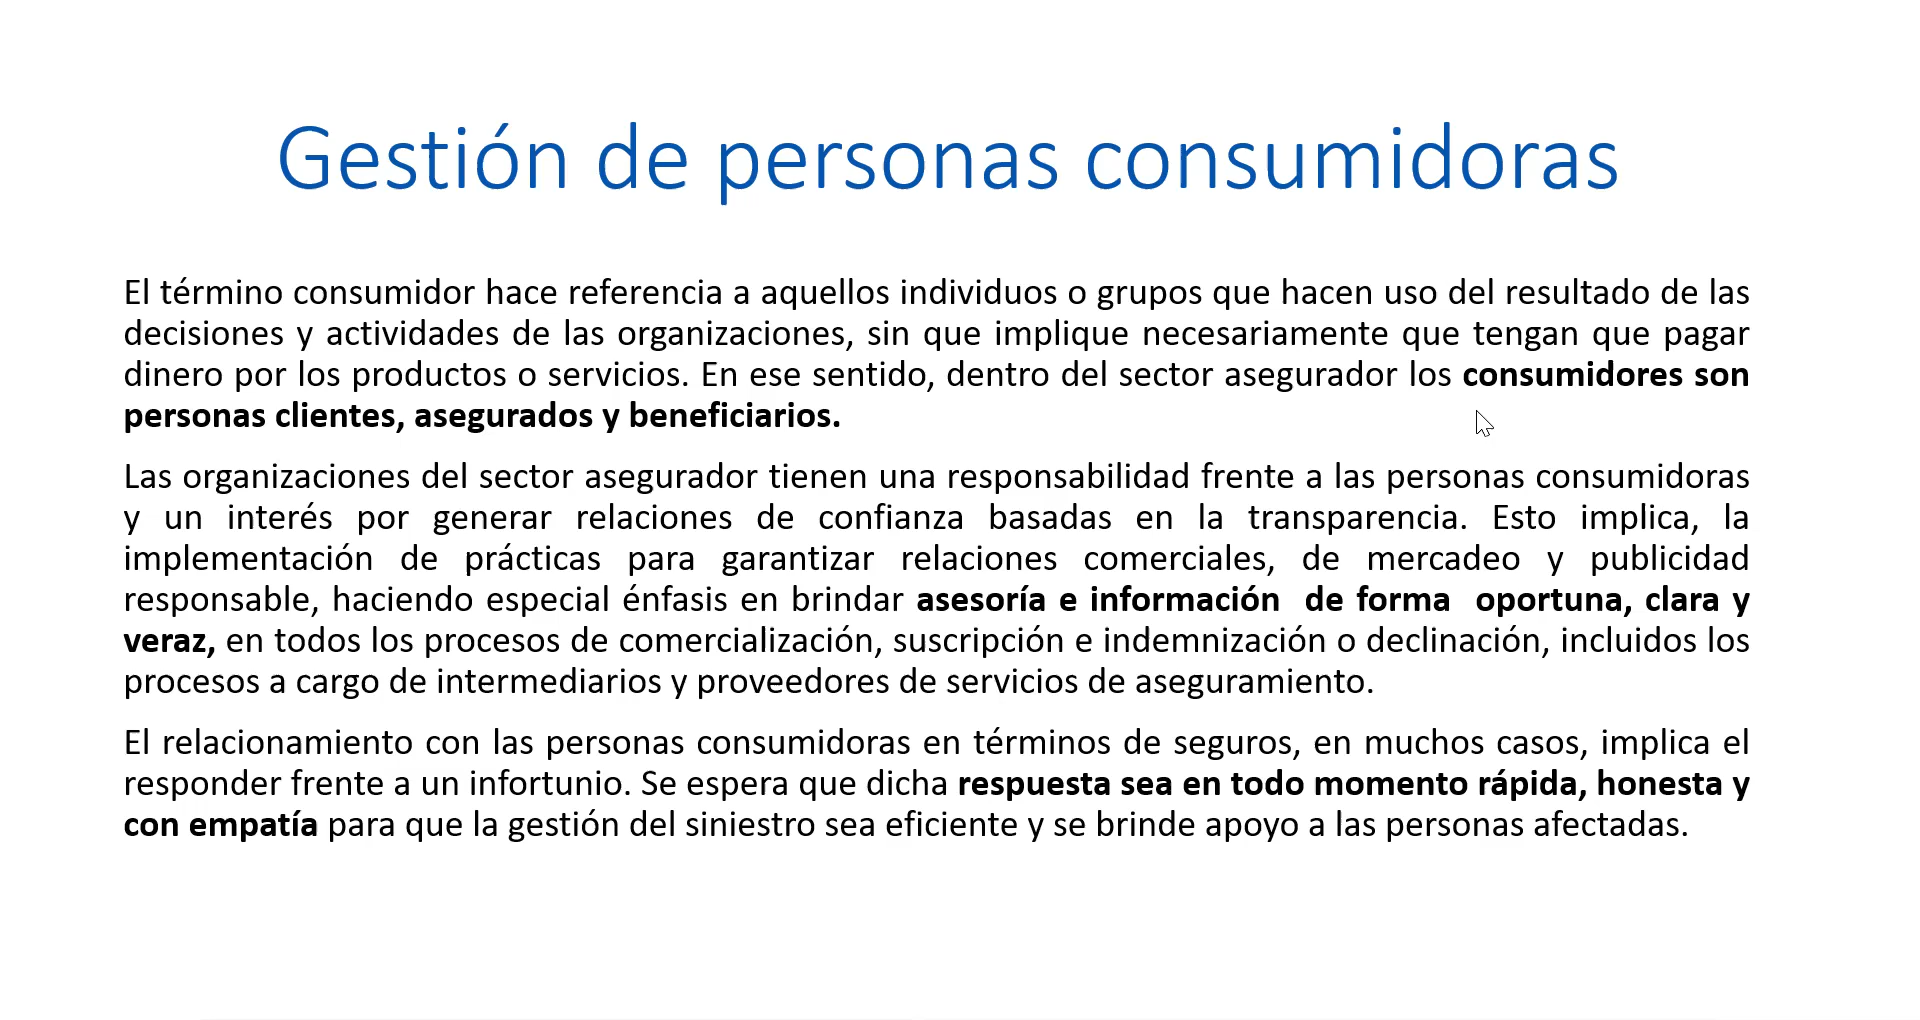 Gestión de personas consumidoras
El término consumidor hace referencia a aquellos individuos o grupos que hacen uso del resultado de las
decisiones y actividades de las organizaciones, sin que implique necesariamente que tengan que pagar
dinero por los productos o servicios. En ese sentido, dentro del sector asegurador los consumidores son
personas clientes, asegurados y beneficiarios.
Las organizaciones del sector asegurador tienen una responsabilidad frente a las personas consumidoras
y un interés por generar relaciones de confianza basadas en la transparencia. Esto implica, la
implementación de prácticas para garantizar relaciones comerciales, de mercadeo y publicidad
responsable, haciendo especial énfasis en brindar asesoría e información de forma oportuna, clara y
veraz, en todos los procesos de comercialización, suscripción e indemnización o declinación, incluidos los
procesos a cargo de intermediarios y proveedores de servicios de aseguramiento.
El relacionamiento con las personas consumidoras en términos de seguros, en muchos casos, implica el
responder frente a un infortunio. Se espera que dicha respuesta sea en todo momento rápida, honesta y
con empatía para que la gestión del siniestro sea eficiente y se brinde apoyo a las personas afectadas.